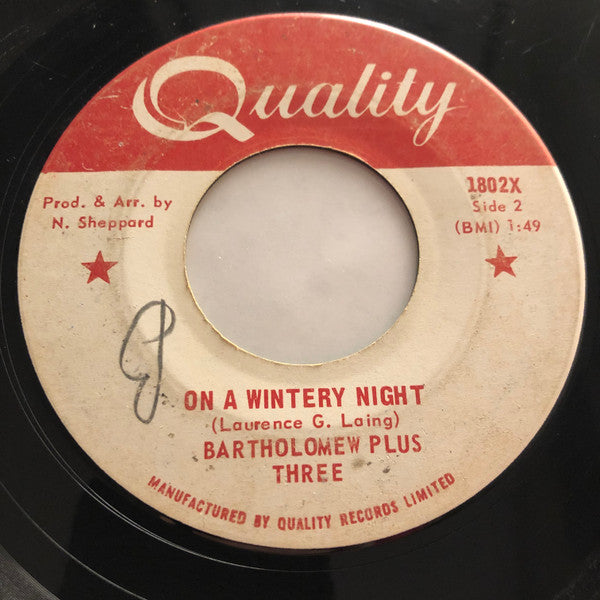 Quality
Prod. & Arr. by
N. Sheppard
1802X
Side 2
(BMI) 1:49
ON A WINTERY NIGHT
(Laurence G. Laing)
BARTHOLOMEW PLUS
THREE
MANUFACTURED BY QUALITY RECORDS LIMITED